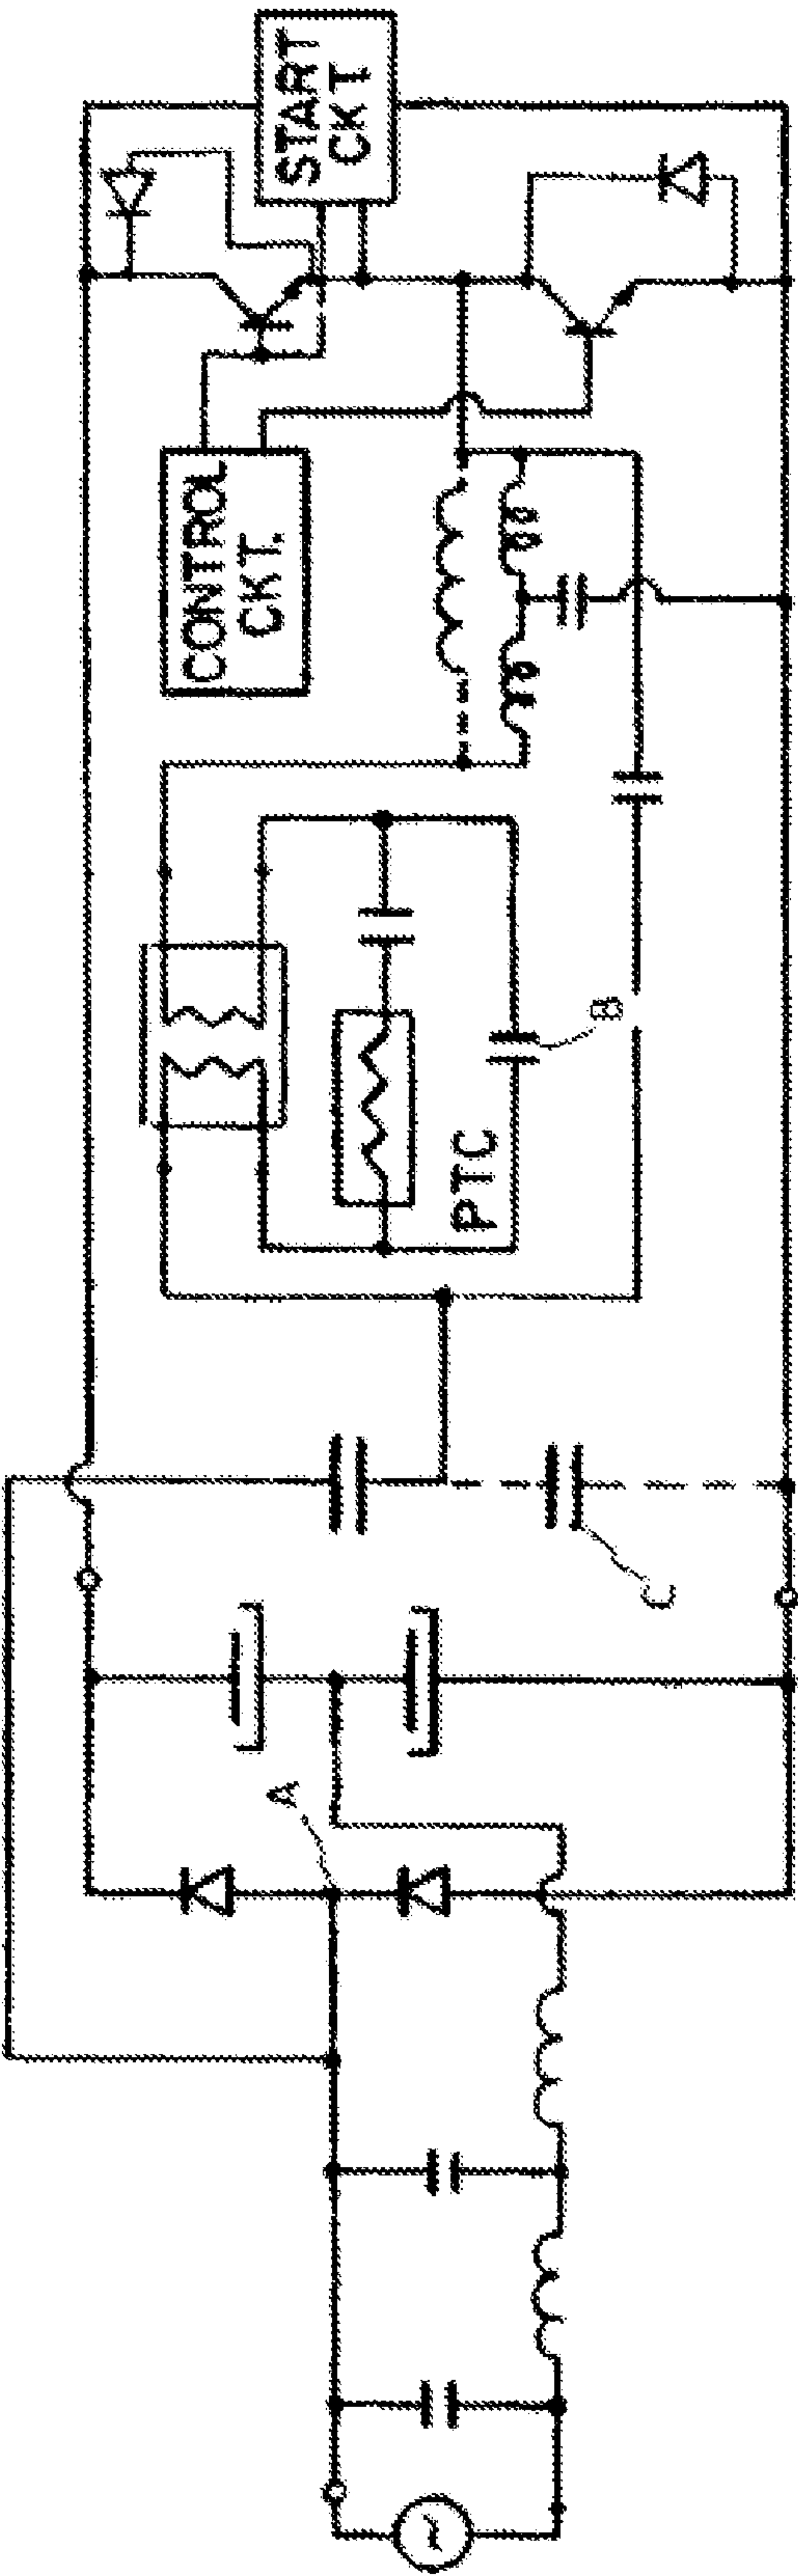 START
CKT
CONTROL
CKT.
B
PTC
C
A
~